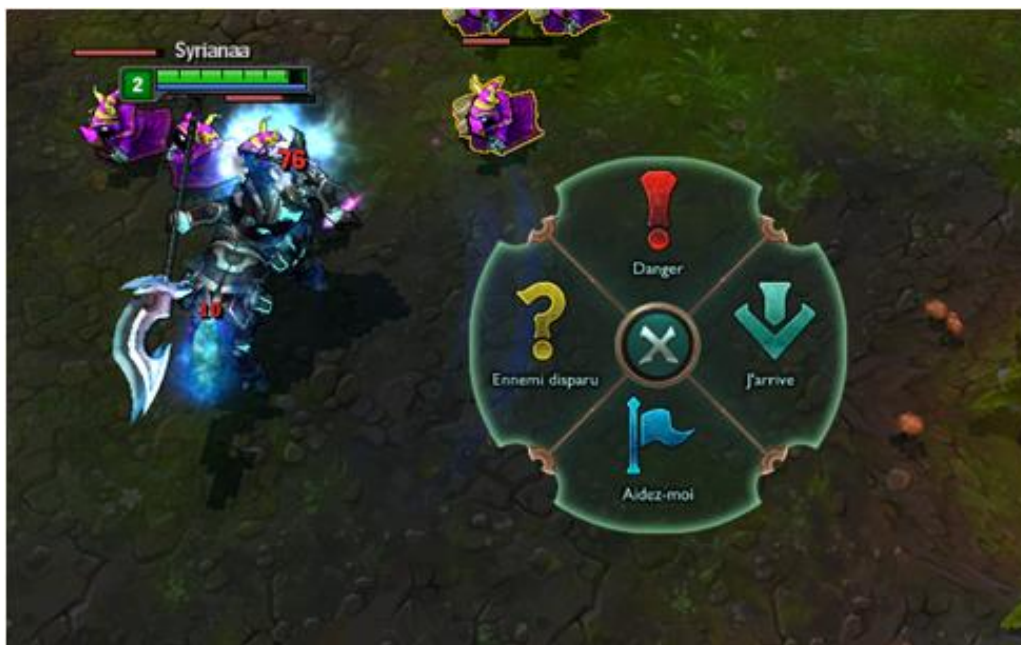 Syrianaa
2
76
10
Danger
Ennemi disparu
J'arrive
Aidez-moi